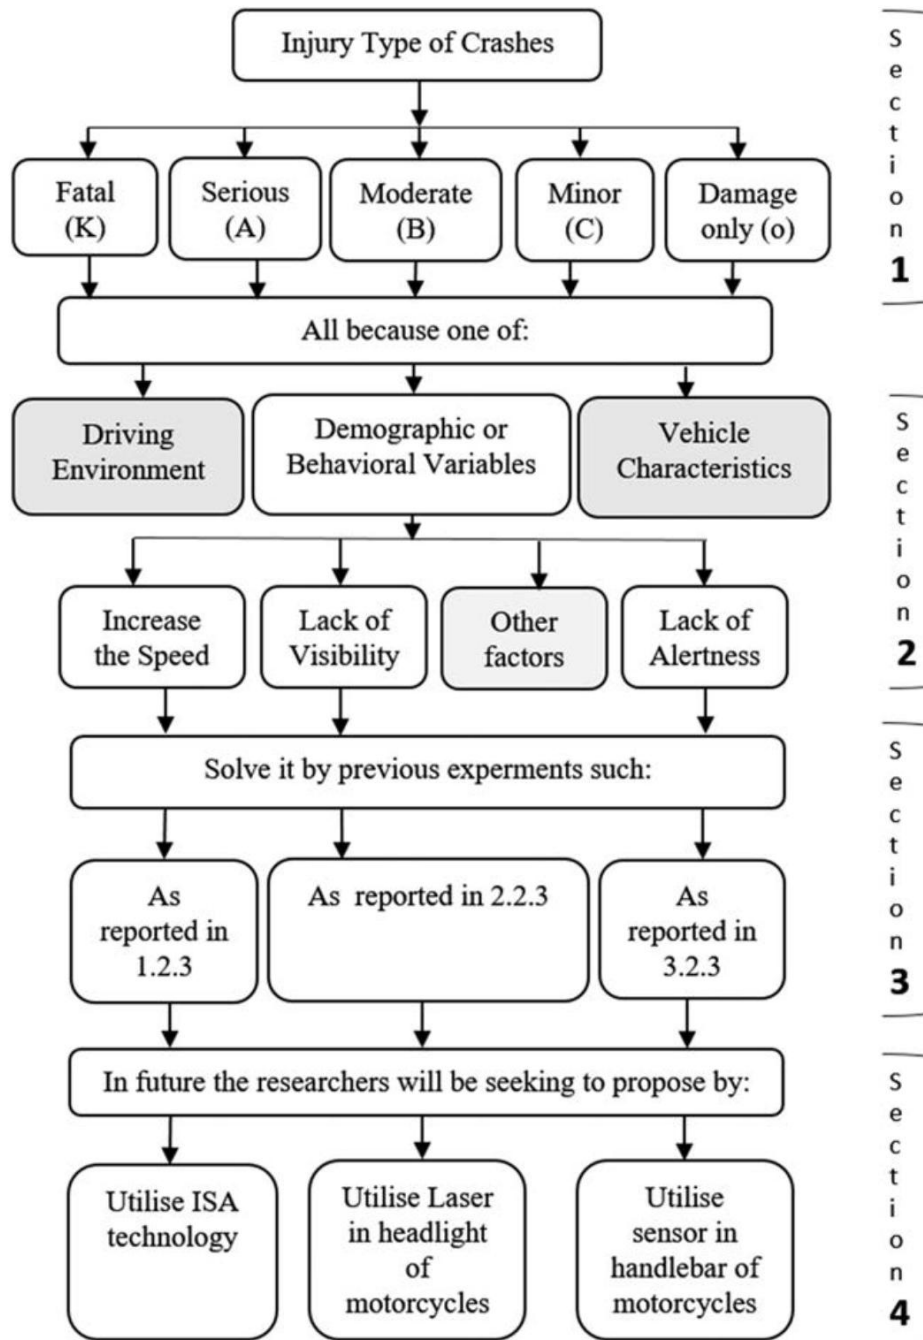 Injury Type of Crashes
Fatal
(K)
Serious
(A)
Moderate
(B)
Minor
(C)
Damage
only (o)
Section 1
All because one of:
Driving
Environment
Demographic or
Behavioral Variables
Vehicle
Characteristics
Increase
the Speed
Lack of
Visibility
Other
factors
Lack of
Alertness
Section 2
Solve it by previous experments such:
As
reported in
1.2.3
As reported in 2.2.3
As
reported in
3.2.3
Section 3
In future the researchers will be seeking to propose by:
Utilise ISA
technology
Utilise Laser
in headlight
of
motorcycles
Utilise
sensor in
handlebar of
motorcycles
Section 4